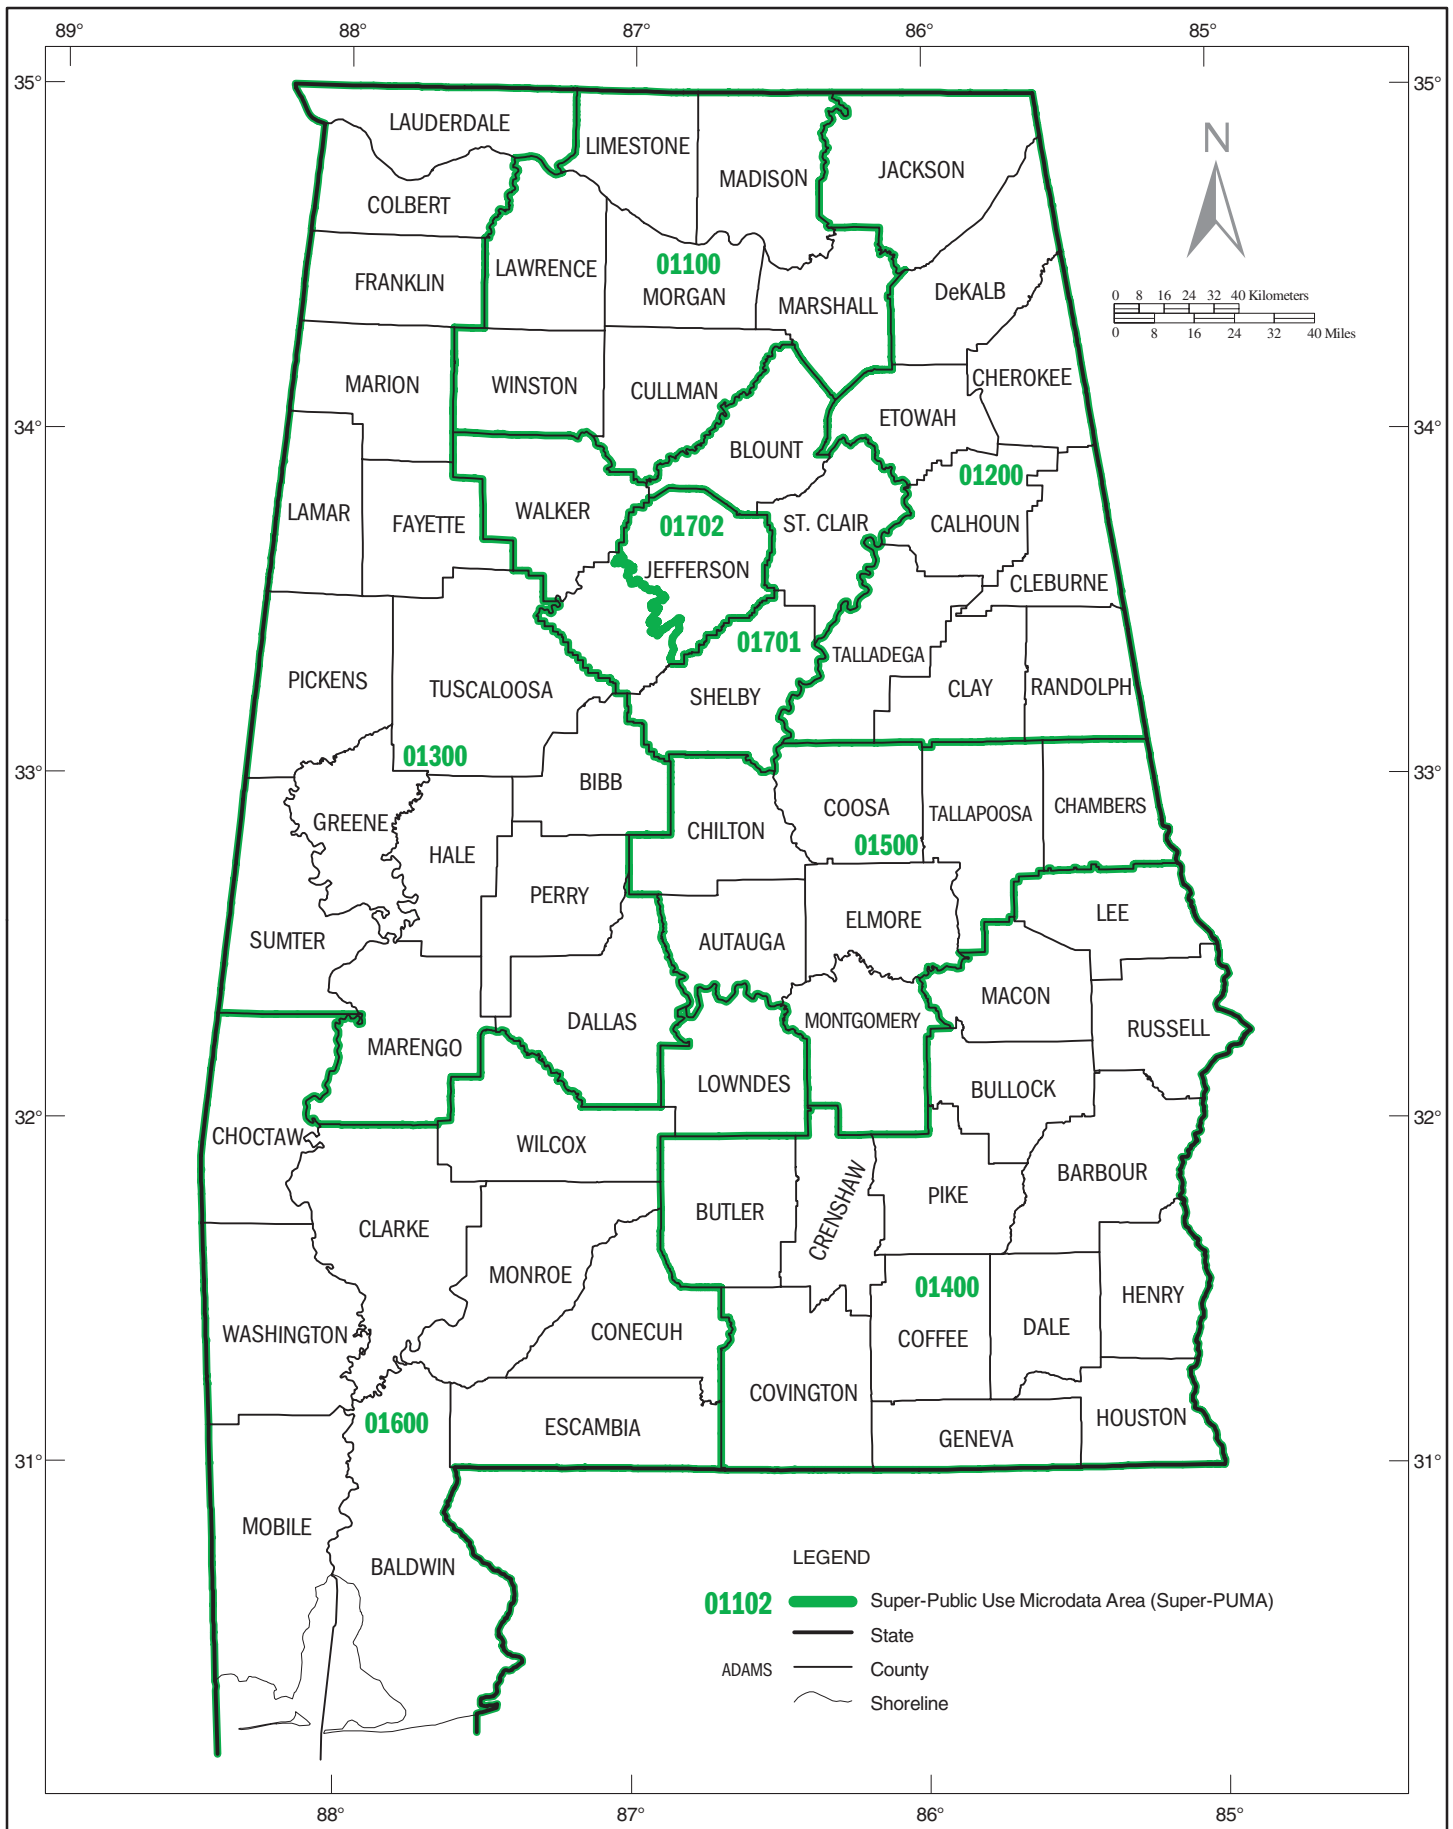 89°
88°
87°
86°
85°
35°
35°
LAUDERDALE
LIMESTONE
MADISON
JACKSON
N
COLBERT
FRANKLIN
LAWRENCE
01100
MORGAN
MARSHALL
DeKALB
0 8 16 24 32 40 Kilometers
0 8 16 24 32 40 Miles
MARION
WINSTON
CULLMAN
CHEROKEE
ETOWAH
34°
34°
BLOUNT
01200
LAMAR
FAYETTE
WALKER
01702
ST. CLAIR
CALHOUN
JEFFERSON
CLEBURNE
01701
TALLADEGA
PICKENS
TUSCALOOSA
SHELBY
CLAY
RANDOLPH
01300
33°
33°
BIBB
GREENE
HALE
CHILTON
COOSA
TALLAPOOSA
CHAMBERS
01500
PERRY
LEE
SUMTER
AUTAUGA
ELMORE
MACON
DALLAS
MONTGOMERY
RUSSELL
MARENGO
LOWNDES
BULLOCK
32°
32°
CHOCTAW
WILCOX
BARBOUR
CLARKE
BUTLER
CRENSHAW
PIKE
MONROE
01400
HENRY
WASHINGTON
CONECUH
COFFEE
DALE
COVINGTON
01600
ESCAMBIA
GENEVA
HOUSTON
31°
31°
MOBILE
BALDWIN
LEGEND
01102 Super-Public Use Microdata Area (Super-PUMA)
State
ADAMS County
Shoreline
88°
87°
86°
85°